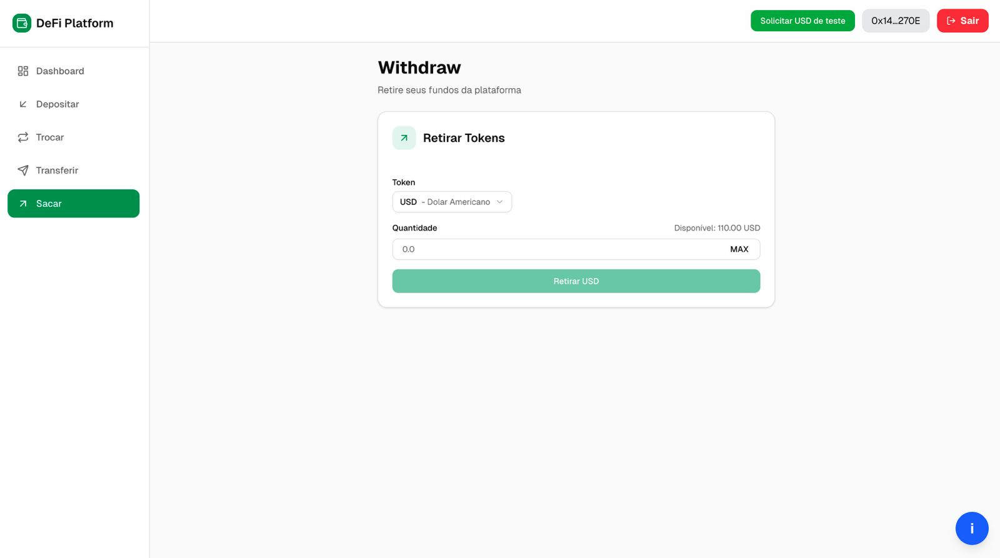 DeFi Platform
Solicitar USD de teste
0x14...270E
Sair
Dashboard
Depositar
Trocar
Transferir
Sacar
Withdraw
Retire seus fundos da plataforma
Retirar Tokens
Token
USD - Dolar Americano
Quantidade Disponível: 110.00 USD
0.0 MAX
Retirar USD
i